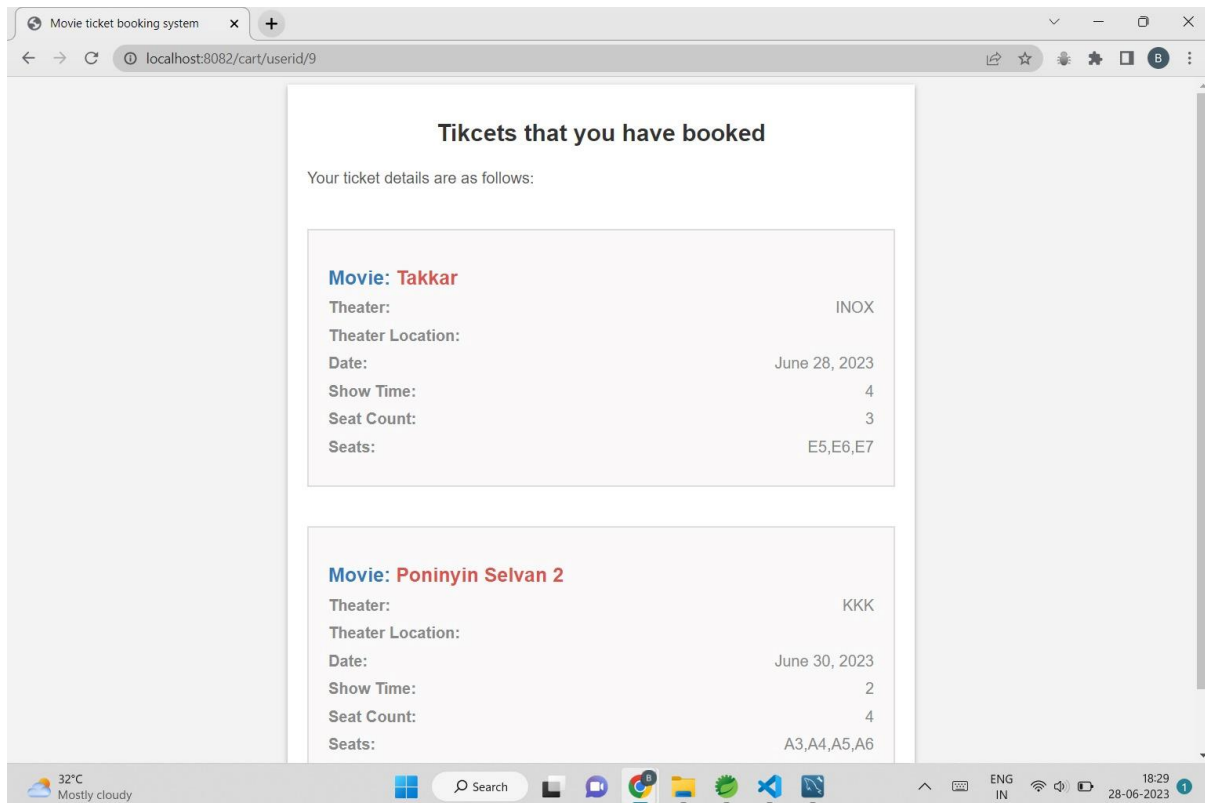 Movie ticket booking system
localhost:8082/cart/userid/9
B
Tikcets that you have booked
Your ticket details are as follows:
Movie: Takkar
Theater: INOX
Theater Location:
Date: June 28, 2023
Show Time: 4
Seat Count: 3
Seats: E5,E6,E7
Movie: Poninyin Selvan 2
Theater: KKK
Theater Location:
Date: June 30, 2023
Show Time: 2
Seat Count: 4
Seats: A3,A4,A5,A6
32°C
Mostly cloudy
Search
B
ENG
IN
18:29
28-06-2023
1